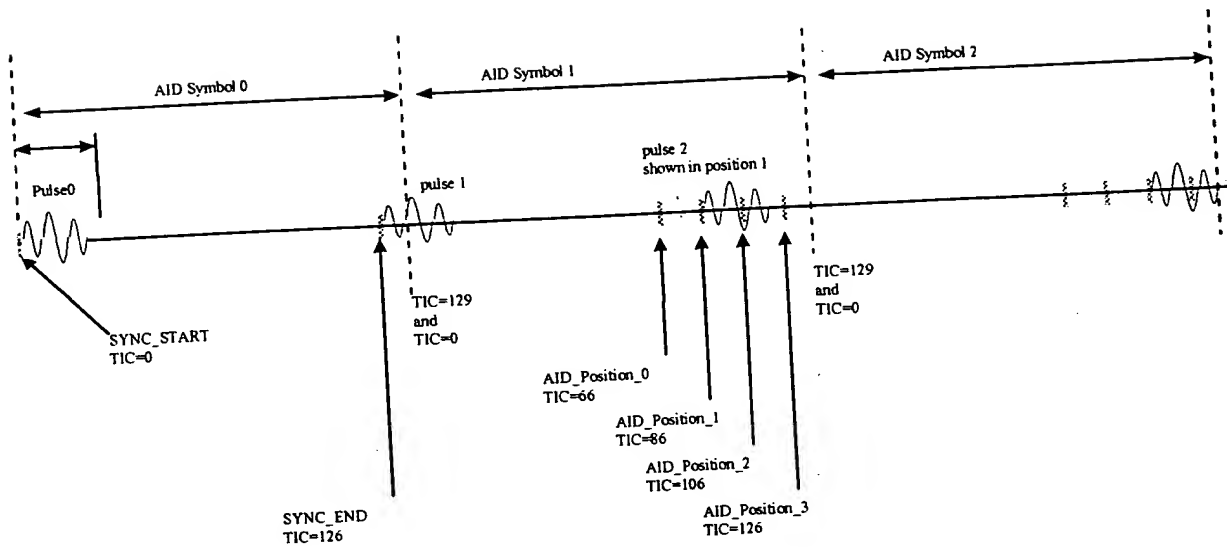 AID Symbol 0
AID Symbol 1
AID Symbol 2
Pulse0
pulse 1
pulse 2
shown in position 1
SYNC_START
TIC=0
TIC=129
and
TIC=0
TIC=129
and
TIC=0
AID_Position_0
TIC=66
AID_Position_1
TIC=86
AID_Position_2
TIC=106
AID_Position_3
TIC=126
SYNC_END
TIC=126